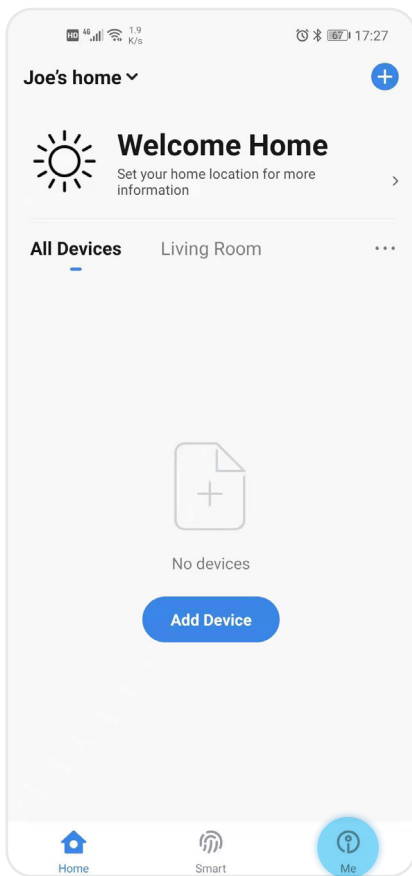 HD 46 1.9 K/s 67 17:27
Joe's home
Welcome Home
Set your home location for more
information
All Devices Living Room ...
No devices
Add Device
Home Smart Me